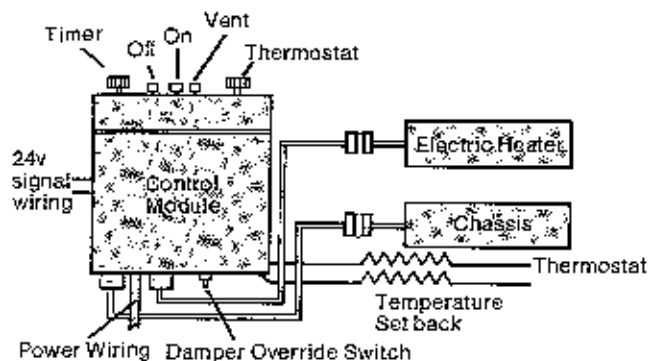 Timer
Off
On
Vent
Thermostat
24v
signal
wiring
Control
Module
Electric Heater
Chassis
Thermostat
Temperature
Set back
Power Wiring
Damper Override Switch